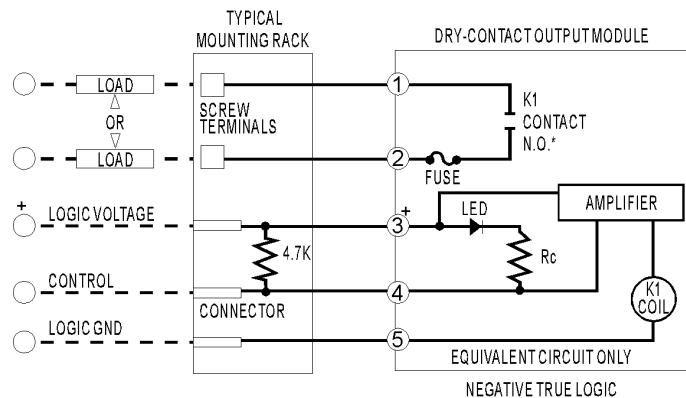 TYPICAL
MOUNTING RACK
DRY-CONTACT OUTPUT MODULE
LOAD
OR
LOAD
SCREW
TERMINALS
1
K1
CONTACT
N.O.*
2
FUSE
+
LOGIC VOLTAGE
3
+
LED
AMPLIFIER
4.7K
Rc
CONTROL
CONNECTOR
4
K1
COIL
LOGIC GND
5
EQUIVALENT CIRCUIT ONLY
NEGATIVE TRUE LOGIC